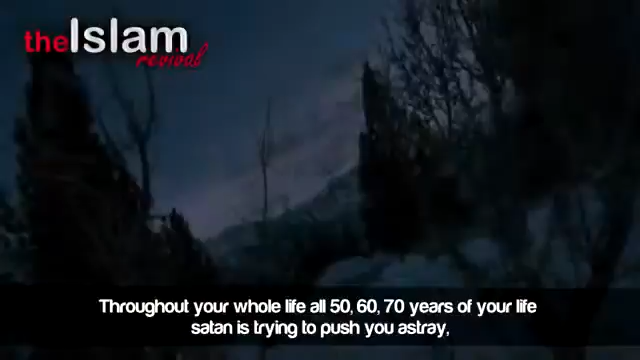 theIslam
revival
Throughout your whole life all 50, 60, 70 years of your life
satan is trying to push you astray,